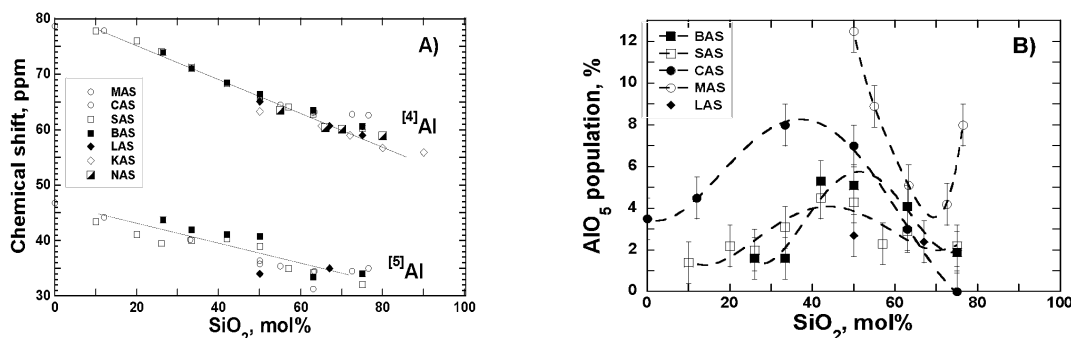 A)
Chemical shift, ppm
80
70
60
50
40
30
MAS
CAS
SAS
BAS
LAS
KAS
NAS
[4]Al
[5]Al
0 20 40 60 80 100
SiO2, mol%
B)
AlO5 population, %
12
10
8
6
4
2
0
BAS
SAS
CAS
MAS
LAS
0 20 40 60 80 100
SiO2, mol%